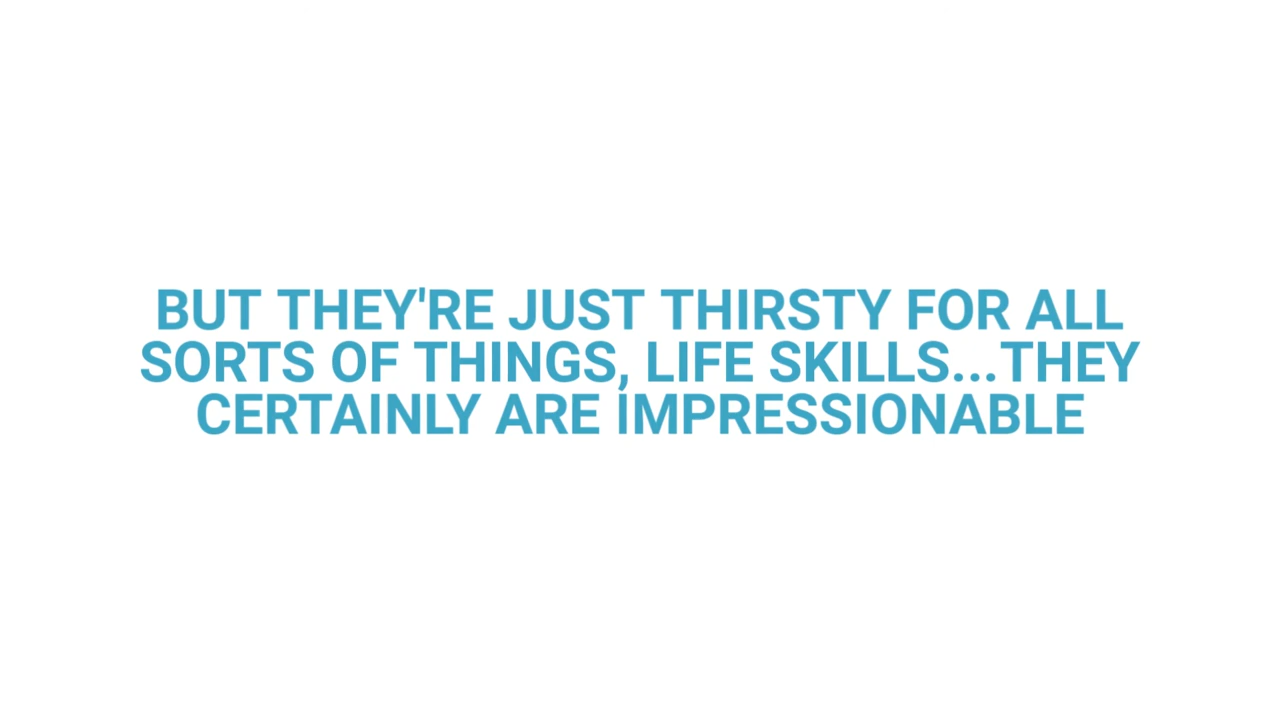 BUT THEY'RE JUST THIRSTY FOR ALL
SORTS OF THINGS, LIFE SKILLS...THEY
CERTAINLY ARE IMPRESSIONABLE